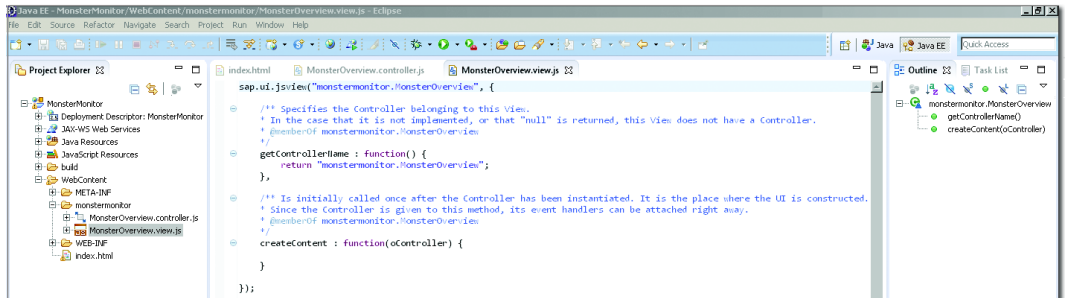 Java EE - MonsterMonitor/WebContent/monstermonitor/MonsterOverview.view.js - Eclipse
File Edit Source Refactor Navigate Search Project Run Window Help
Java
Java EE
Quick Access
Project Explorer
index.html
MonsterOverview.controller.js
MonsterOverview.view.js
Outline
Task List
MonsterMonitor
Deployment Descriptor: MonsterMonitor
JAX-WS Web Services
Java Resources
JavaScript Resources
build
WebContent
META-INF
monstermonitor
MonsterOverview.controller.js
MonsterOverview.view.js
WEB-INF
index.html
sap.ui.jsview("monstermonitor.MonsterOverview", {
/** Specifies the Controller belonging to this View.
* In the case that it is not implemented, or that "null" is returned, this View does not have a Controller.
* @memberOf monstermonitor.MonsterOverview
*/
getControllerName : function() {
return "monstermonitor.MonsterOverview";
},
/** Is initially called once after the Controller has been instantiated. It is the place where the UI is constructed.
* Since the Controller is given to this method, its event handlers can be attached right away.
* @memberOf monstermonitor.MonsterOverview
*/
createContent : function(oController) {
}
});
monstermonitor.MonsterOverview
getControllerName()
createContent(oController)